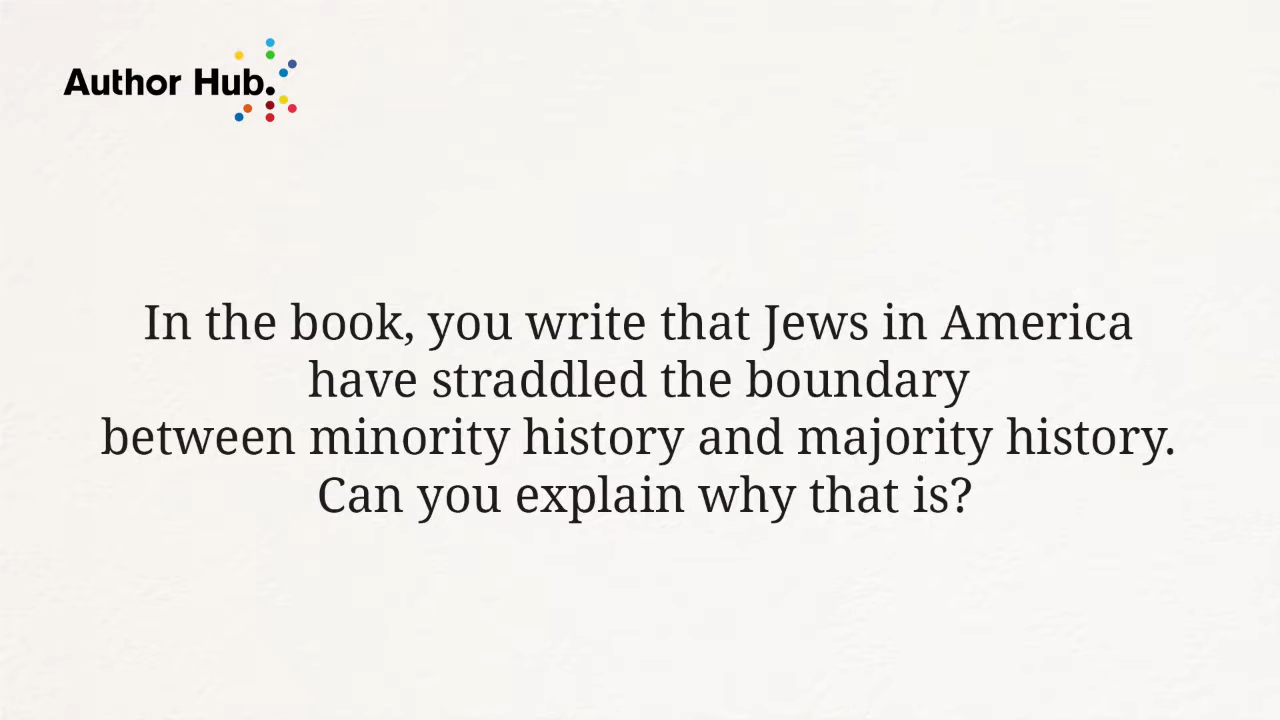 Author Hub.
In the book, you write that Jews in America
have straddled the boundary
between minority history and majority history.
Can you explain why that is?